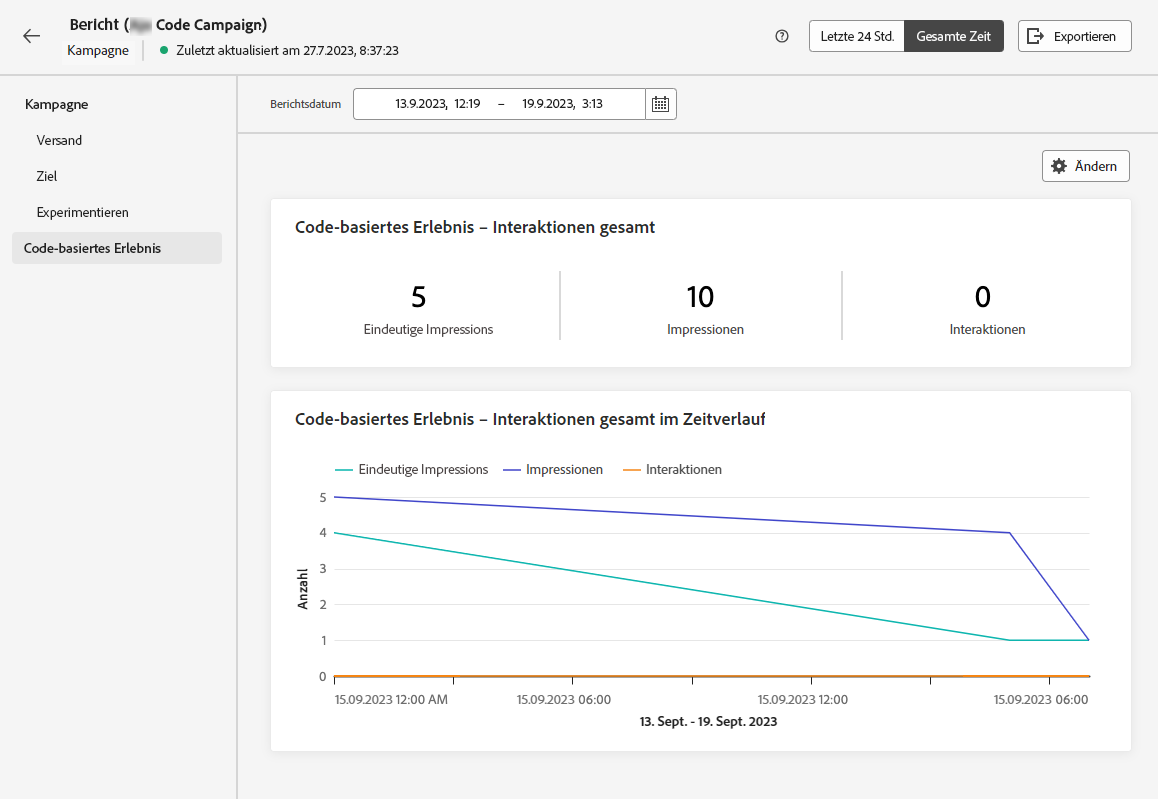 Bericht ( Code Campaign)
Kampagne
Zuletzt aktualisiert am 27.7.2023, 8:37:23
Letzte 24 Std.
Gesamte Zeit
Exportieren
Kampagne
Versand
Ziel
Experimentieren
Code-basiertes Erlebnis
Berichtsdatum
13.9.2023, 12:19 – 19.9.2023, 3:13
Ändern
Code-basiertes Erlebnis – Interaktionen gesamt
5
Eindeutige Impressions
10
Impressionen
0
Interaktionen
Code-basiertes Erlebnis – Interaktionen gesamt im Zeitverlauf
Eindeutige Impressions
Impressionen
Interaktionen
5
4
3
2
1
0
Anzahl
15.09.2023 12:00 AM
15.09.2023 06:00
15.09.2023 12:00
15.09.2023 06:00
13. Sept. - 19. Sept. 2023